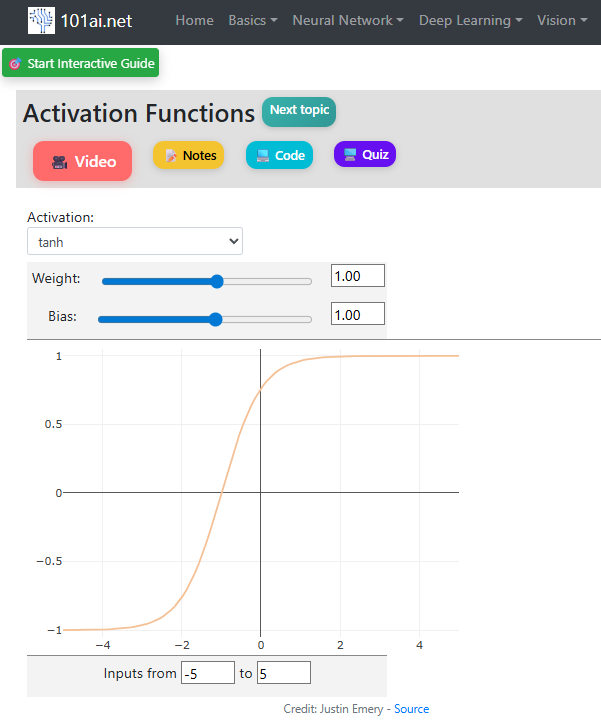 101ai.net Home Basics Neural Network Deep Learning Vision
Start Interactive Guide
Activation Functions Next topic
Video Notes Code Quiz
Activation:
tanh
Weight: 1.00
Bias: 1.00
1
0.5
0
−0.5
−1
−4 −2 0 2 4
Inputs from -5 to 5
Credit: Justin Emery - Source